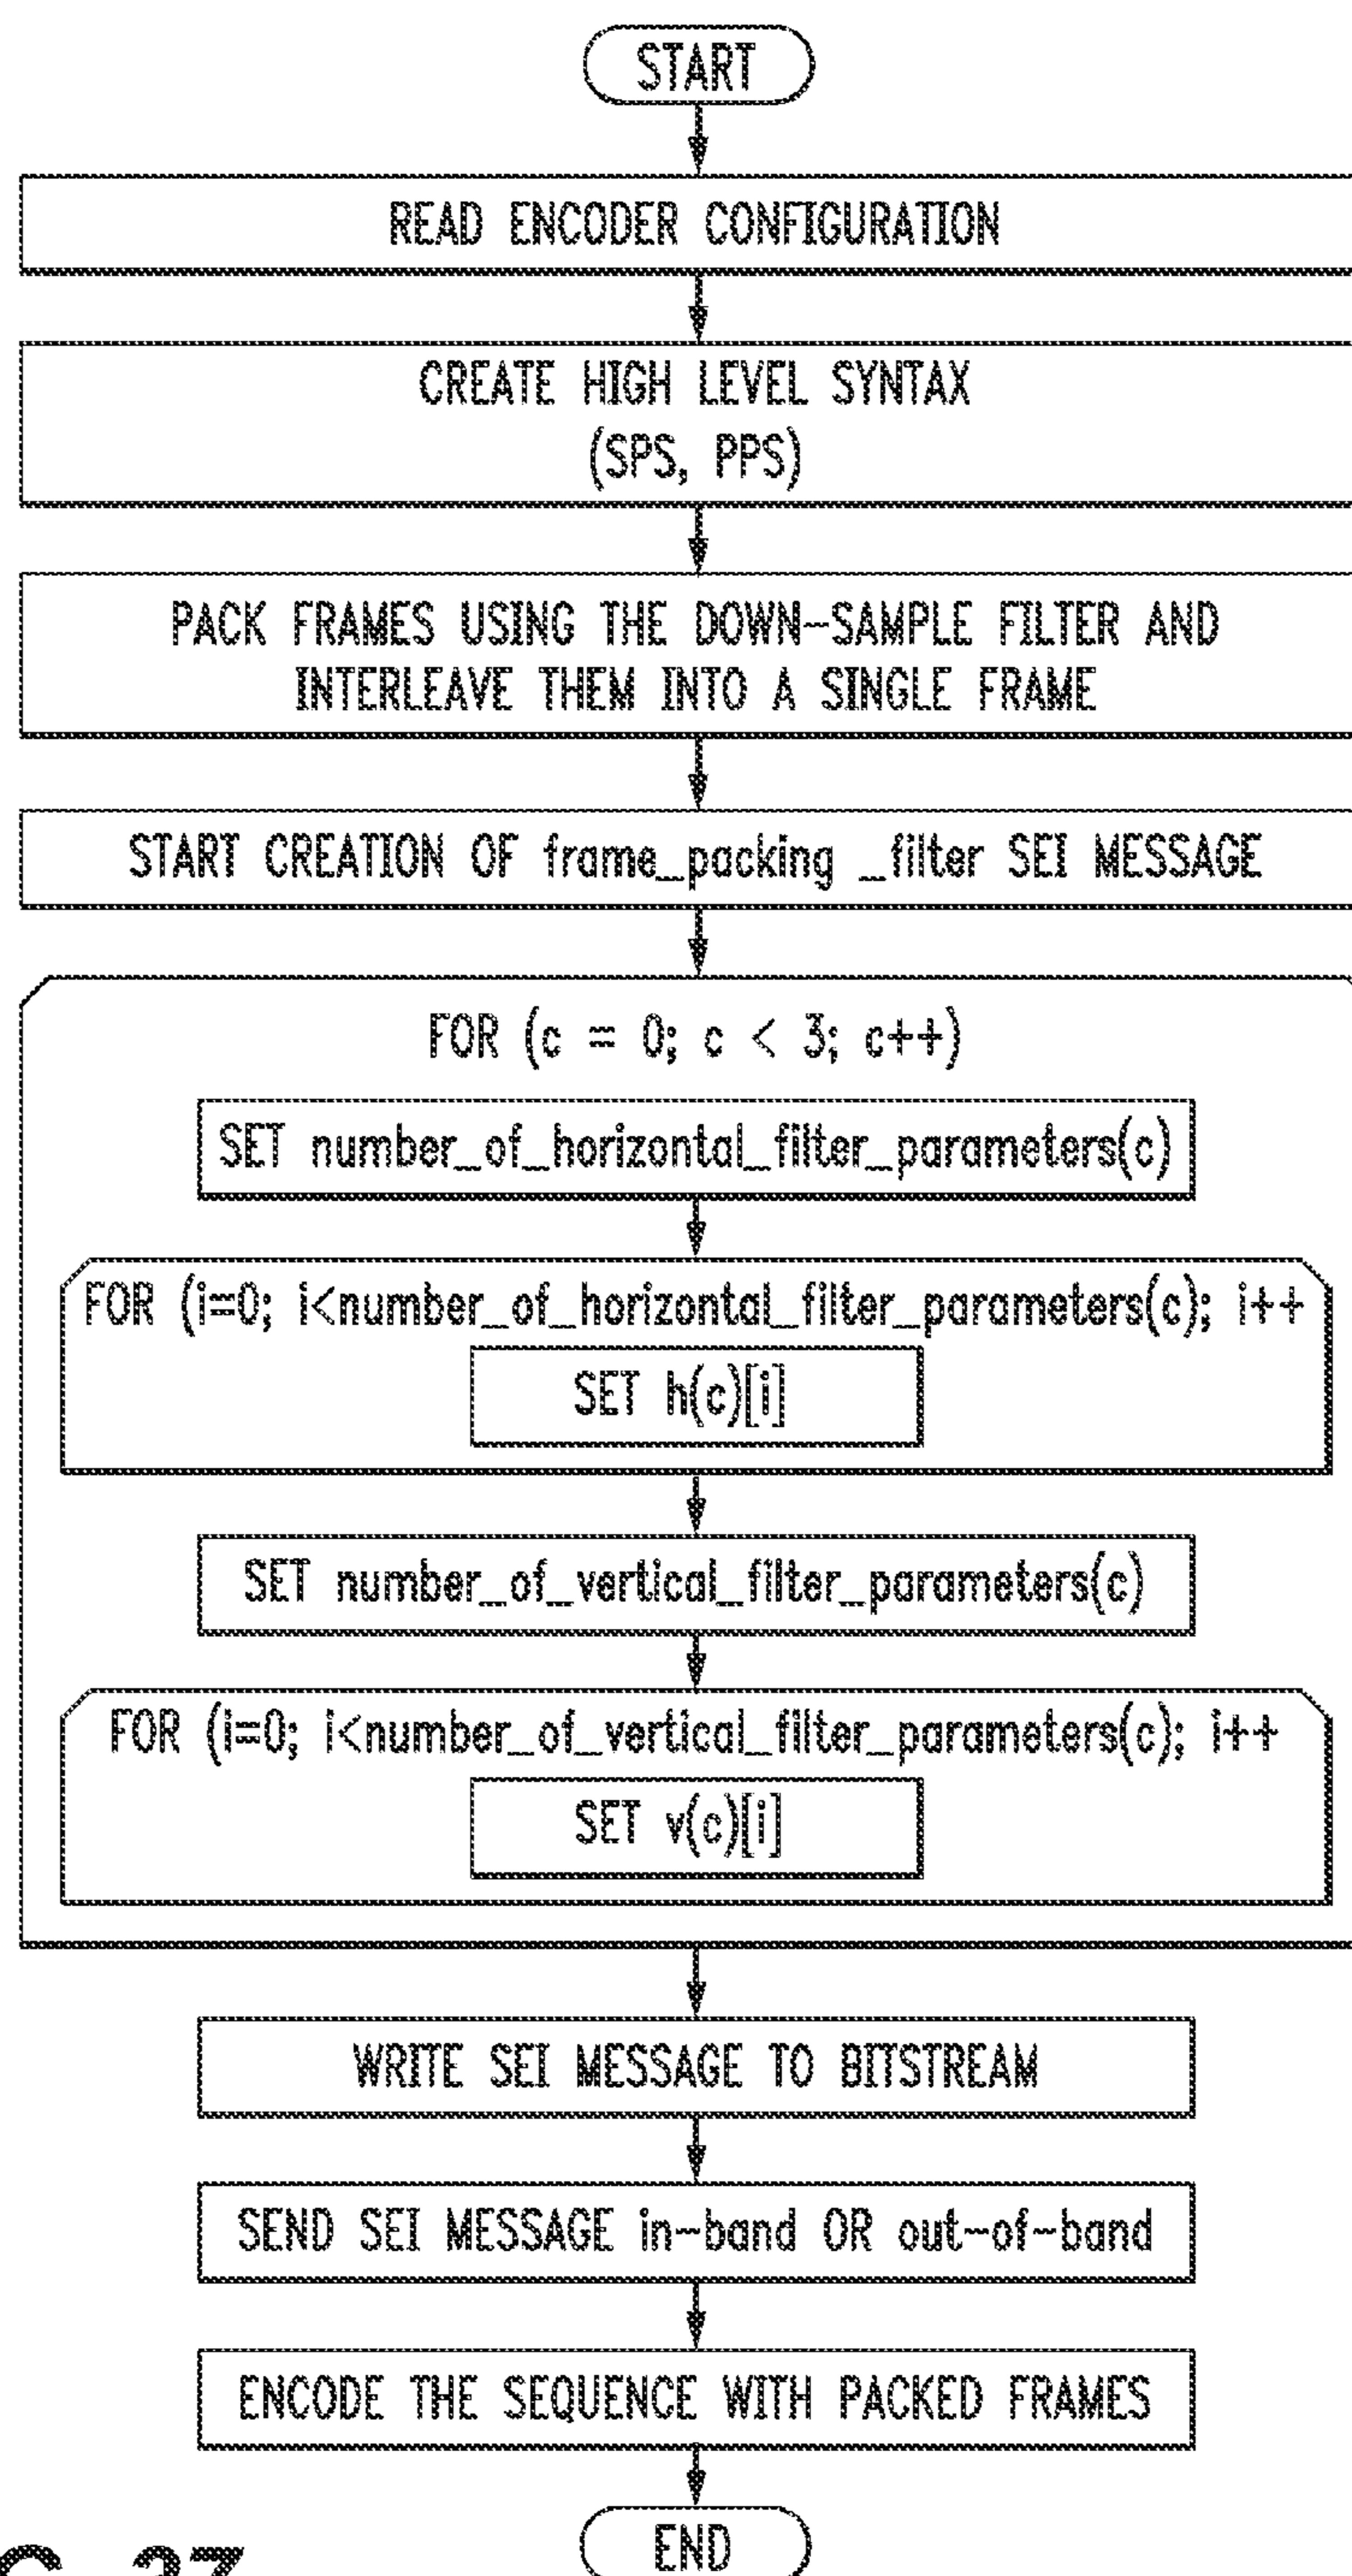 START
READ ENCODER CONFIGURATION
CREATE HIGH LEVEL SYNTAX
(SPS, PPS)
PACK FRAMES USING THE DOWN-SAMPLE FILTER AND
INTERLEAVE THEM INTO A SINGLE FRAME
START CREATION OF frame_packing _filter SEI MESSAGE
FOR (c = 0; c < 3; c++)
SET number_of_horizontal_filter_parameters(c)
FOR (i=0; i<number_of_horizontal_filter_parameters(c); i++
SET h(c)[i]
SET number_of_vertical_filter_parameters(c)
FOR (i=0; i<number_of_vertical_filter_parameters(c); i++
SET v(c)[i]
WRITE SEI MESSAGE TO BITSTREAM
SEND SEI MESSAGE in-band OR out-of-band
ENCODE THE SEQUENCE WITH PACKED FRAMES
END